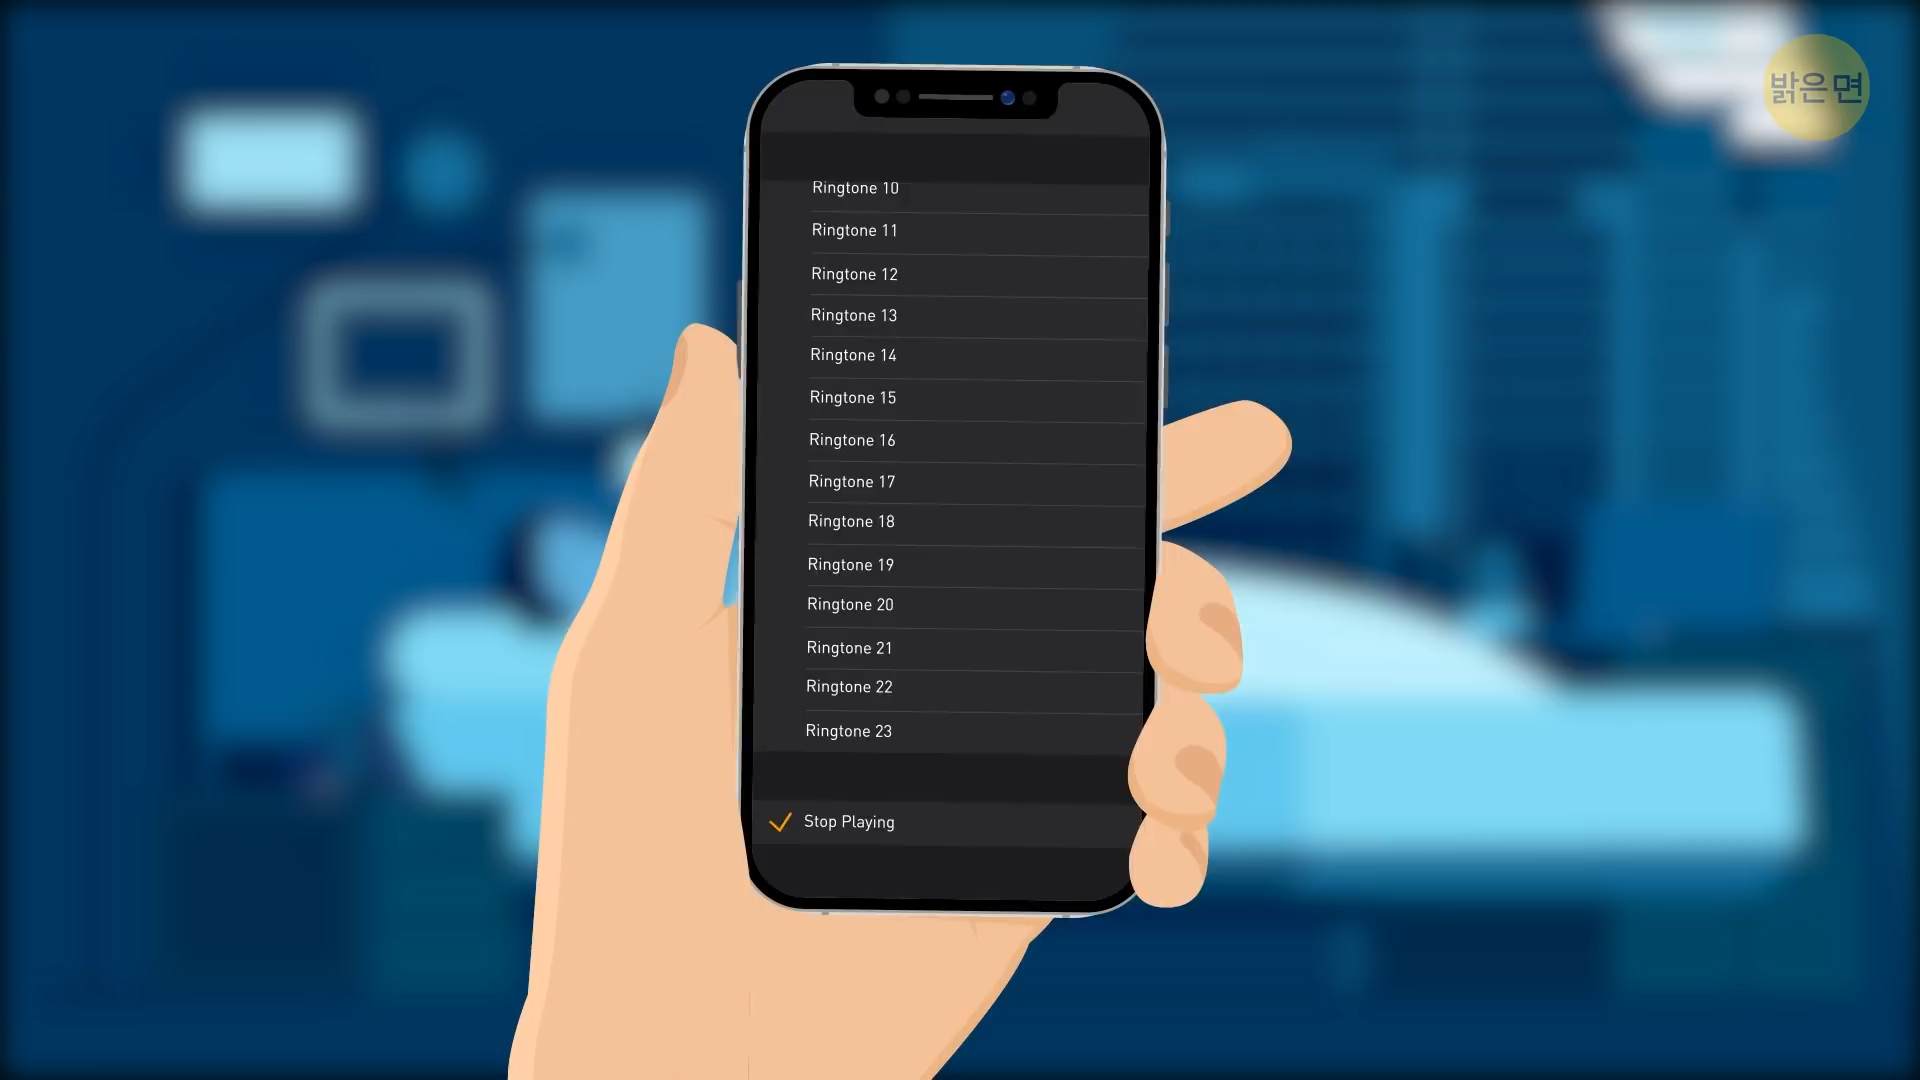 밝은면
Ringtone 10
Ringtone 11
Ringtone 12
Ringtone 13
Ringtone 14
Ringtone 15
Ringtone 16
Ringtone 17
Ringtone 18
Ringtone 19
Ringtone 20
Ringtone 21
Ringtone 22
Ringtone 23
Stop Playing